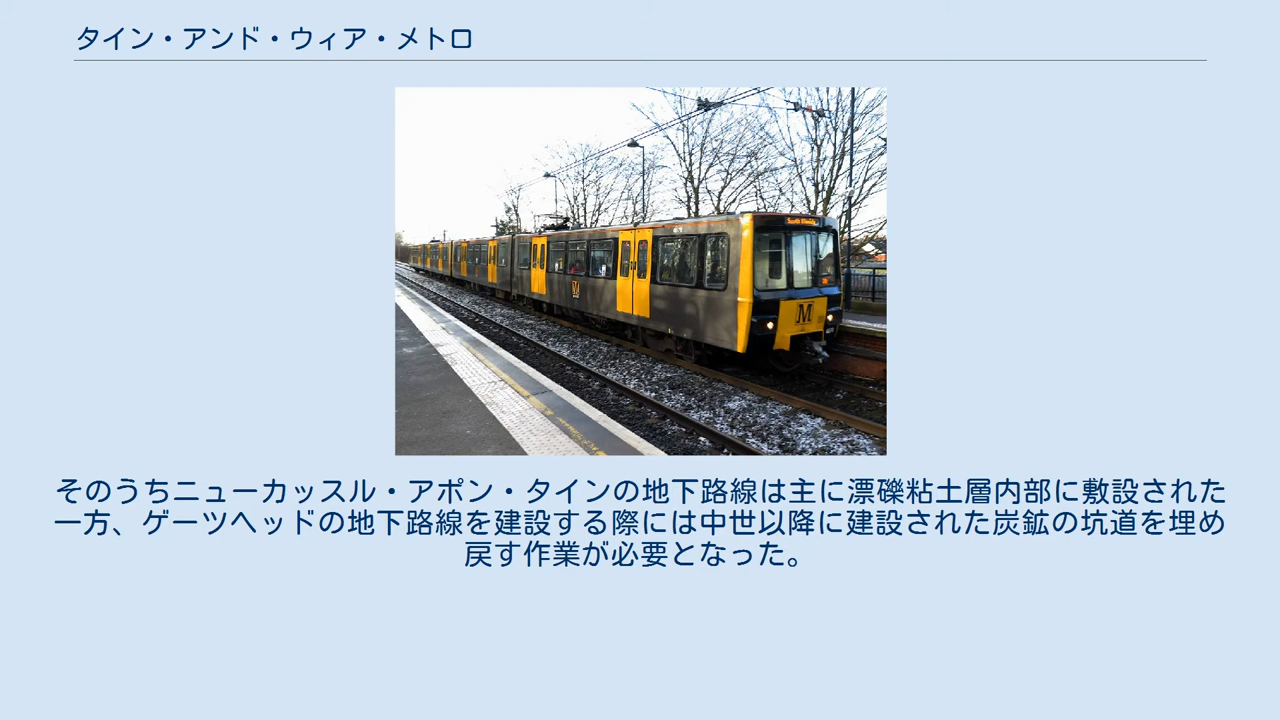 タイン・アンド・ウィア・メトロ
M
M
そのうちニューカッスル・アポン・タインの地下路線は主に漂礫粘土層内部に敷設された
一方、ゲーツヘッドの地下路線を建設する際には中世以降に建設された炭鉱の坑道を埋め
戻す作業が必要となった。